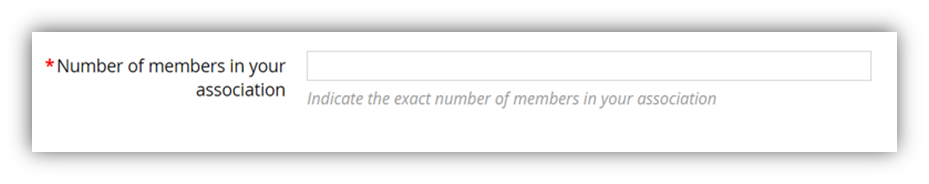 *Number of members in your
association
Indicate the exact number of members in your association